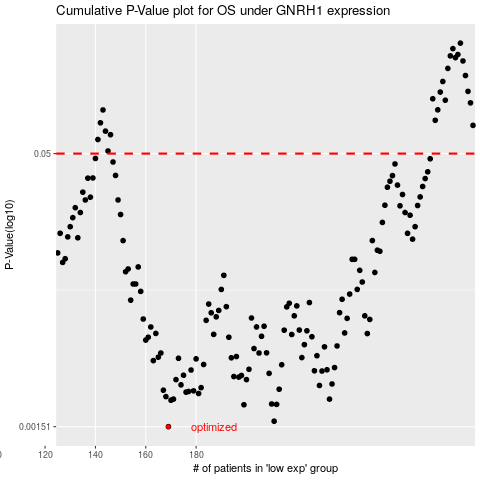 Cumulative P-Value plot for OS under GNRH1 expression
P-Value(log10)
0.05
0.00151
optimized
0 120 140 160 180
# of patients in 'low exp' group